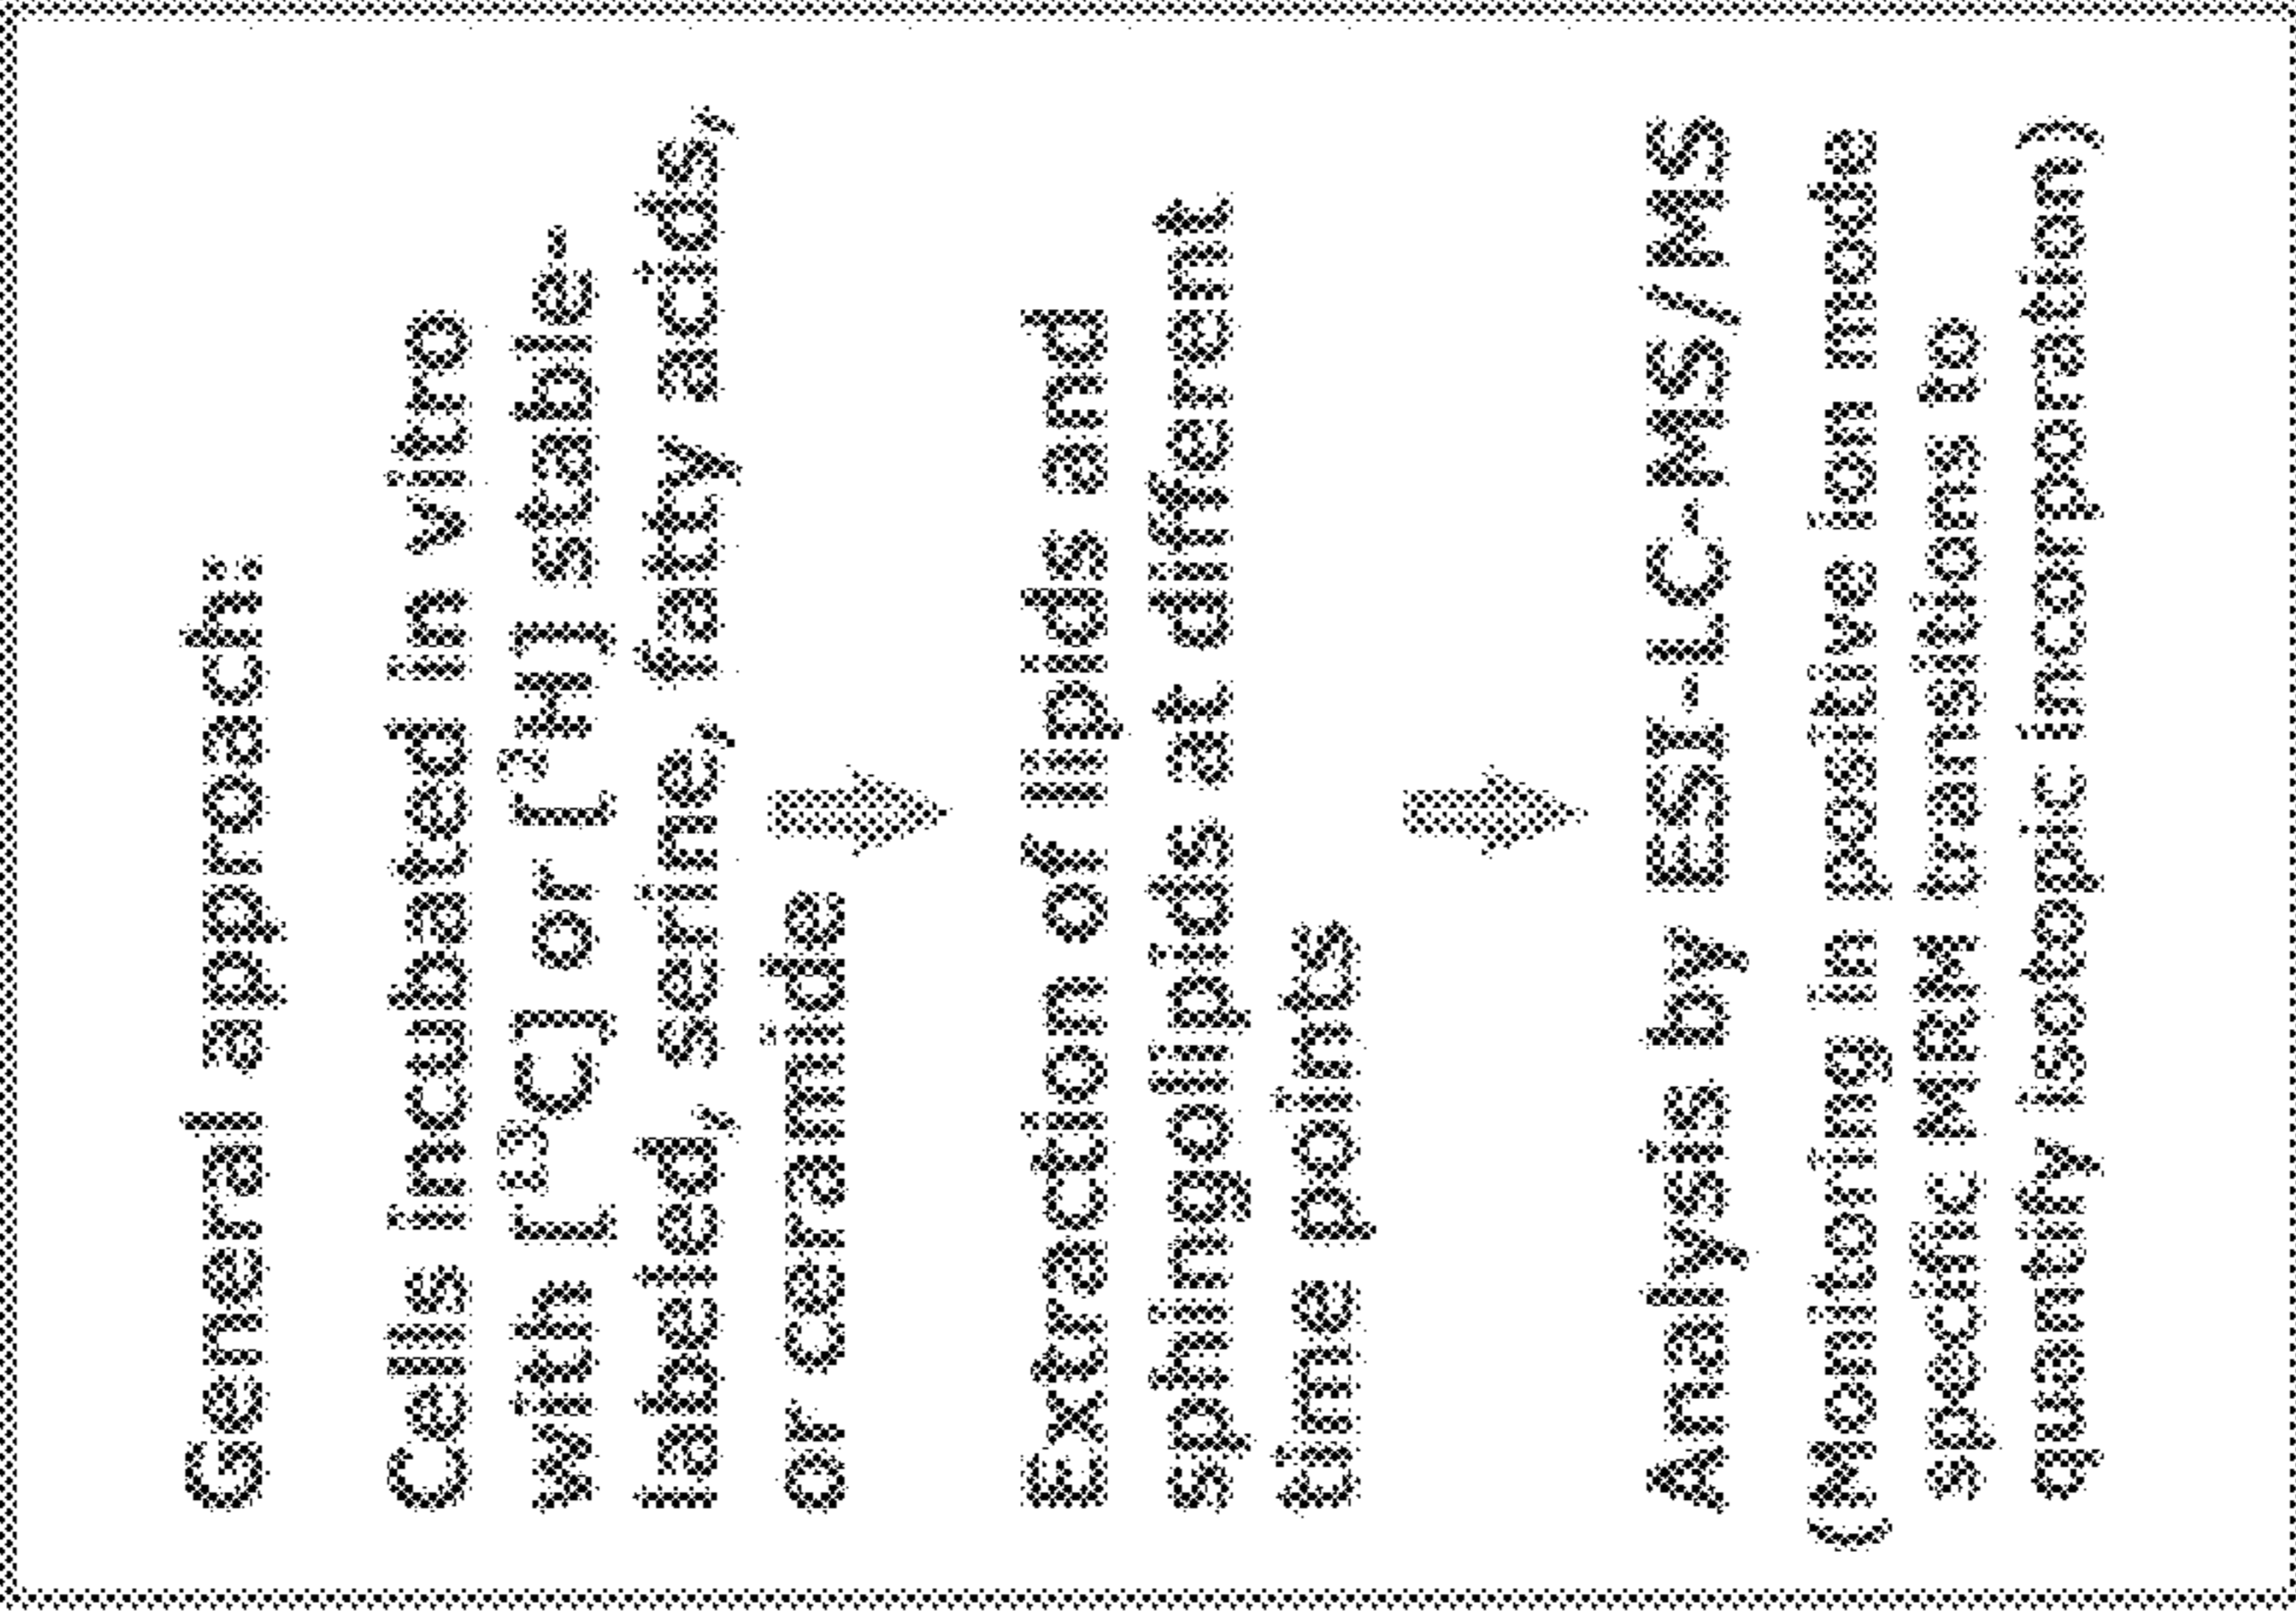 General approach:
Cells incubated in vitro
with [¹³C] or [²H] stable-
labeled, serine, fatty acids,
or ceramide
Extraction of lipids and
sphingolipids at different
time points
Analysis by ESI-LC-MS/MS
(Monitoring in positive ion mode
specific MRM transitions to
quantify isotopic incorporation)